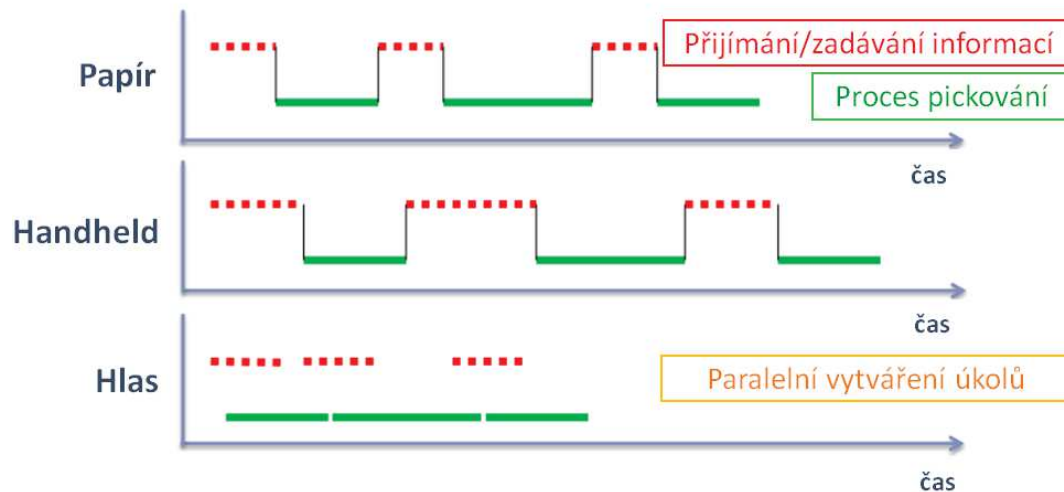 Papír
Přijímání/zadávání informací
Proces pickování
čas
Handheld
čas
Hlas
Paralelní vytváření úkolů
čas